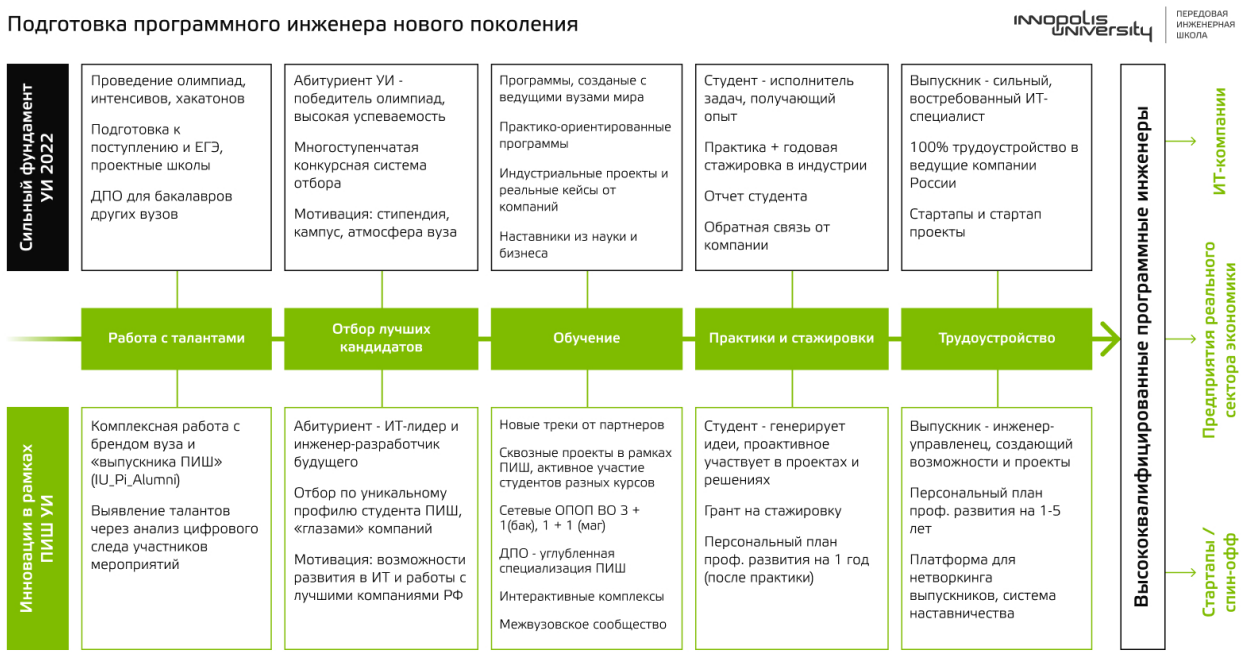 Подготовка программного инженера нового поколения
INNOPOLIS
UNIVERSITY
ПЕРЕДОВАЯ
ИНЖЕНЕРНАЯ
ШКОЛА
Сильный фундамент
УИ 2022
Проведение олимпиад,
интенсивов, хакатонов
Подготовка к
поступлению и ЕГЭ,
проектные школы
ДПО для бакалавров
других вузов
Абитуриент УИ -
победитель олимпиад,
высокая успеваемость
Многоступенчатая
конкурсная система
отбора
Мотивация: стипендия,
кампус, атмосфера вуза
Программы, созданые с
ведущими вузами мира
Практико-ориентированные
программы
Индустриальные проекты и
реальные кейсы от
компаний
Наставники из науки и
бизнеса
Студент - исполнитель
задач, получающий
опыт
Практика + годовая
стажировка в индустрии
Отчет студента
Обратная связь от
компании
Выпускник - сильный,
востребованный ИТ-
специалист
100% трудоустройство в
ведущие компании
России
Стартапы и стартап
проекты
Работа с талантами
Отбор лучших
кандидатов
Обучение
Практики и стажировки
Трудоустройство
Инновации в рамках
ПИШ УИ
Комплексная работа с
брендом вуза и
«выпускника ПИШ»
(IU_Pi_Alumni)
Выявление талантов
через анализ цифрового
следа участников
мероприятий
Абитуриент - ИТ-лидер и
инженер-разработчик
будущего
Отбор по уникальному
профилю студента ПИШ,
«глазами» компаний
Мотивация: возможности
развития в ИТ и работы с
лучшими компаниями РФ
Новые треки от партнеров
Сквозные проекты в рамках
ПИШ, активное участие
студентов разных курсов
Сетевые ОПОП ВО 3 +
1(бак), 1 + 1 (маг)
ДПО - углубленная
специализация ПИШ
Интерактивные комплексы
Межвузовское сообщество
Студент - генерирует
идеи, проактивное
участвует в проектах и
решениях
Грант на стажировку
Персональный план
проф. развития на 1 год
(после практики)
Выпускник - инженер-
управленец, создающий
возможности и проекты
Персональный план
проф. развития на 1-5
лет
Платформа для
нетворкинга
выпускников, система
наставничества
Высококвалифицированные программные инженеры
ИТ-компании
Предприятия реального
сектора экономики
Стартапы /
спин-офф